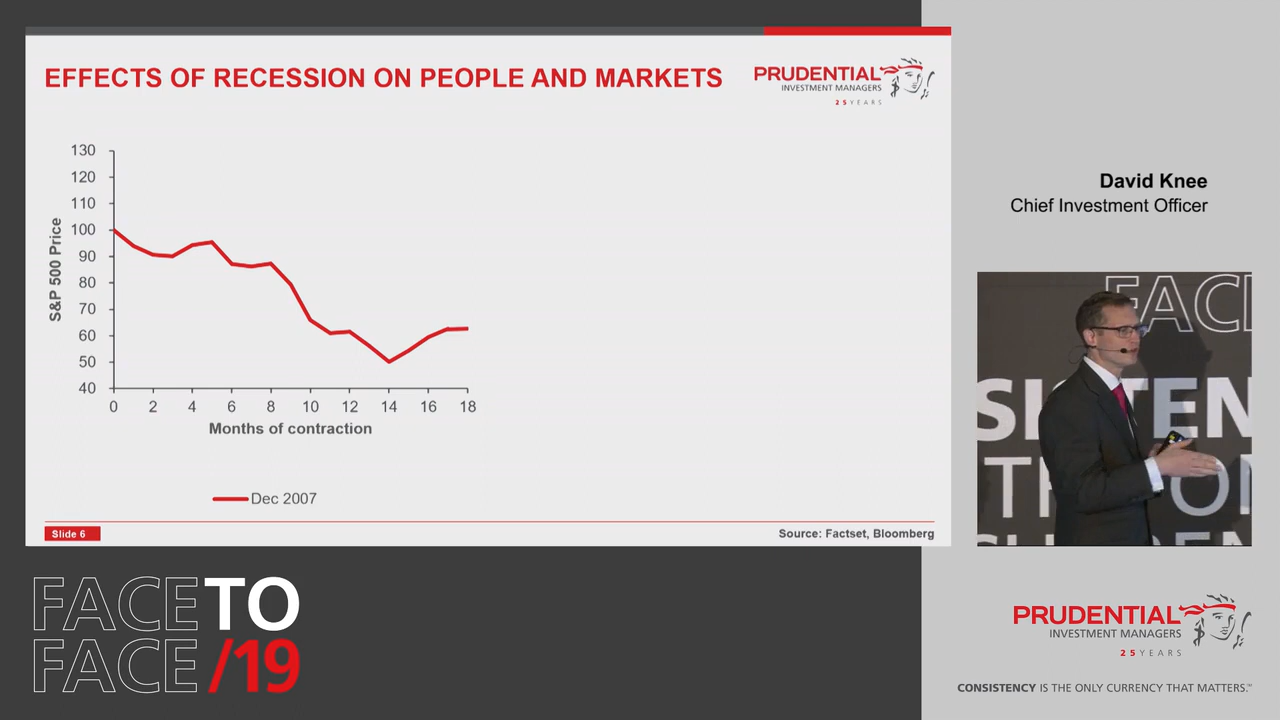 EFFECTS OF RECESSION ON PEOPLE AND MARKETS
PRUDENTIAL
INVESTMENT MANAGERS
25 YEARS
130
120
110
100
90
80
70
60
50
40
S&P 500 Price
0 2 4 6 8 10 12 14 16 18
Months of contraction
Dec 2007
Slide 6
Source: Factset, Bloomberg
David Knee
Chief Investment Officer
FACE
FACE TO
FACE /19
PRUDENTIAL
INVESTMENT MANAGERS
25 YEARS
CONSISTENCY IS THE ONLY CURRENCY THAT MATTERS.™